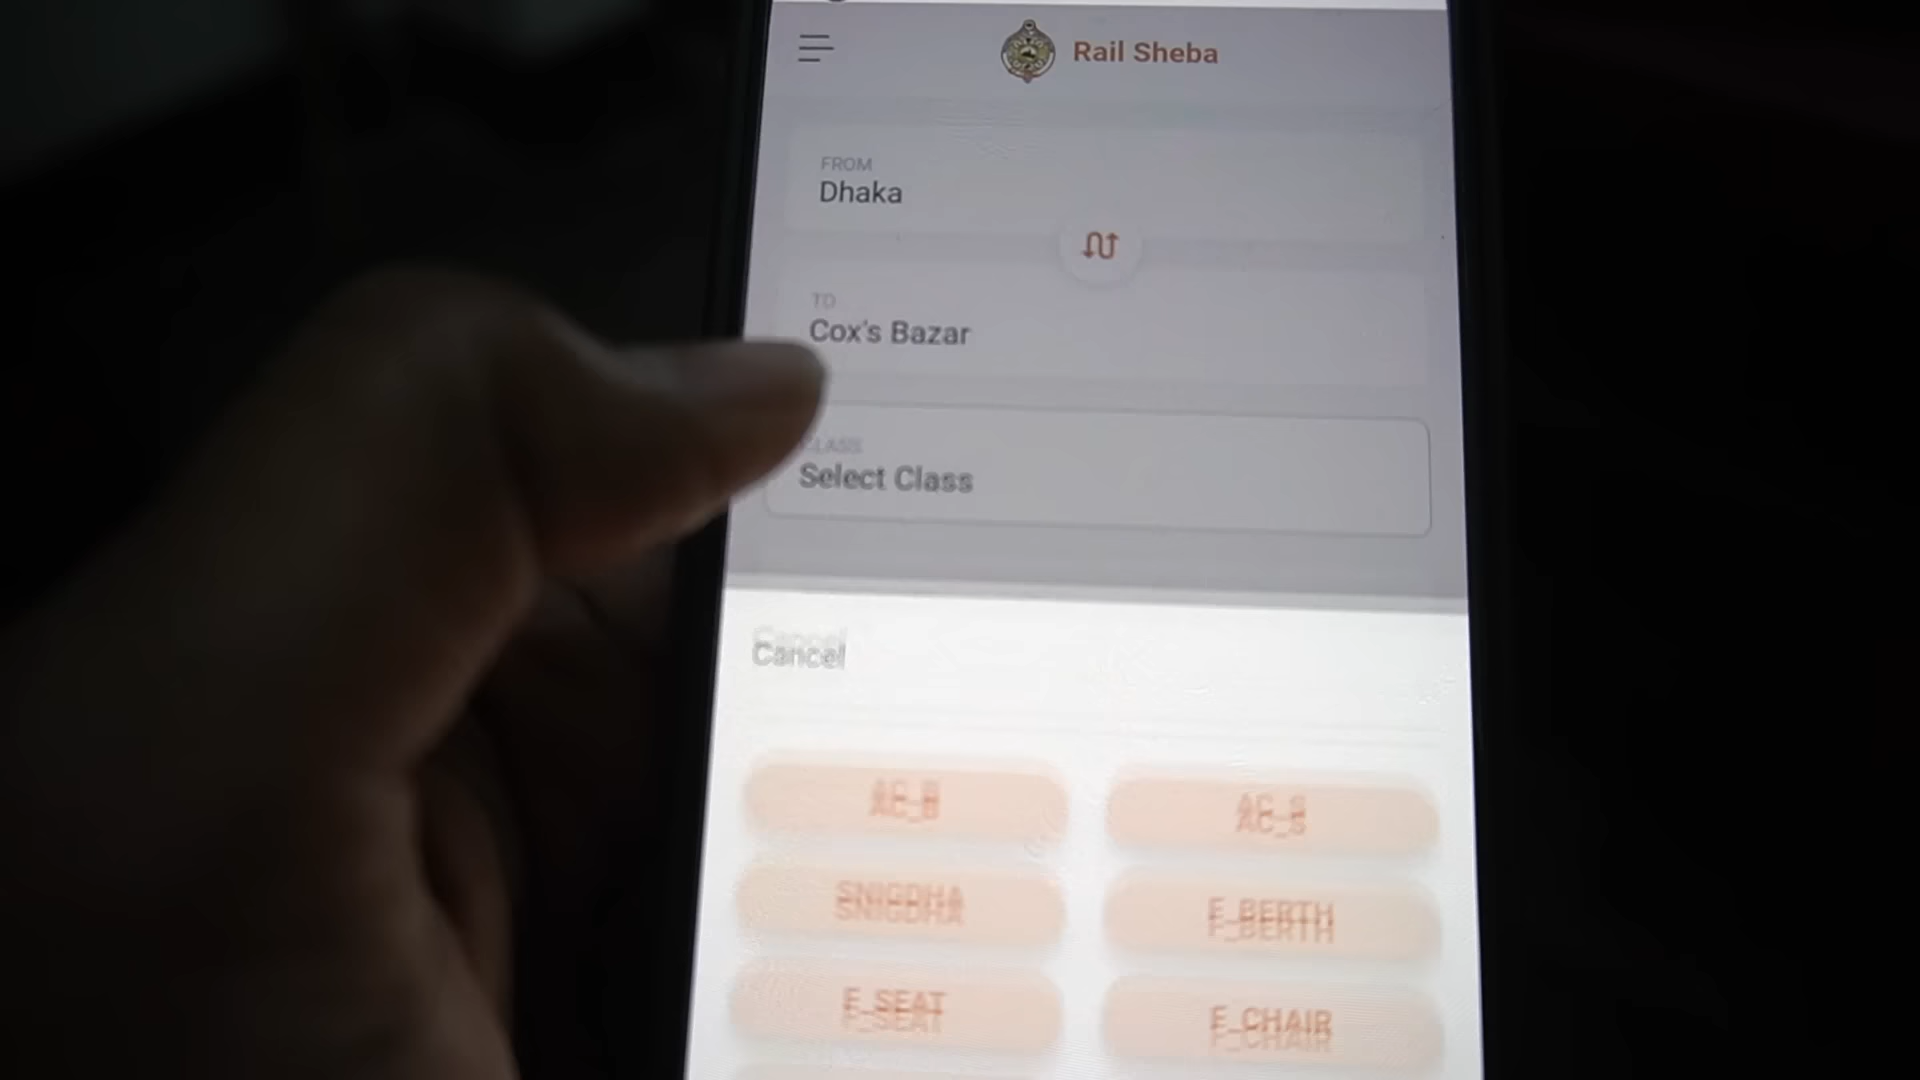 Rail Sheba
FROM
Dhaka
TO
Cox's Bazar
CLASS
Select Class
Cancel
AC_B
AC_S
SNIGDHA
F_BERTH
F_SEAT
F_CHAIR